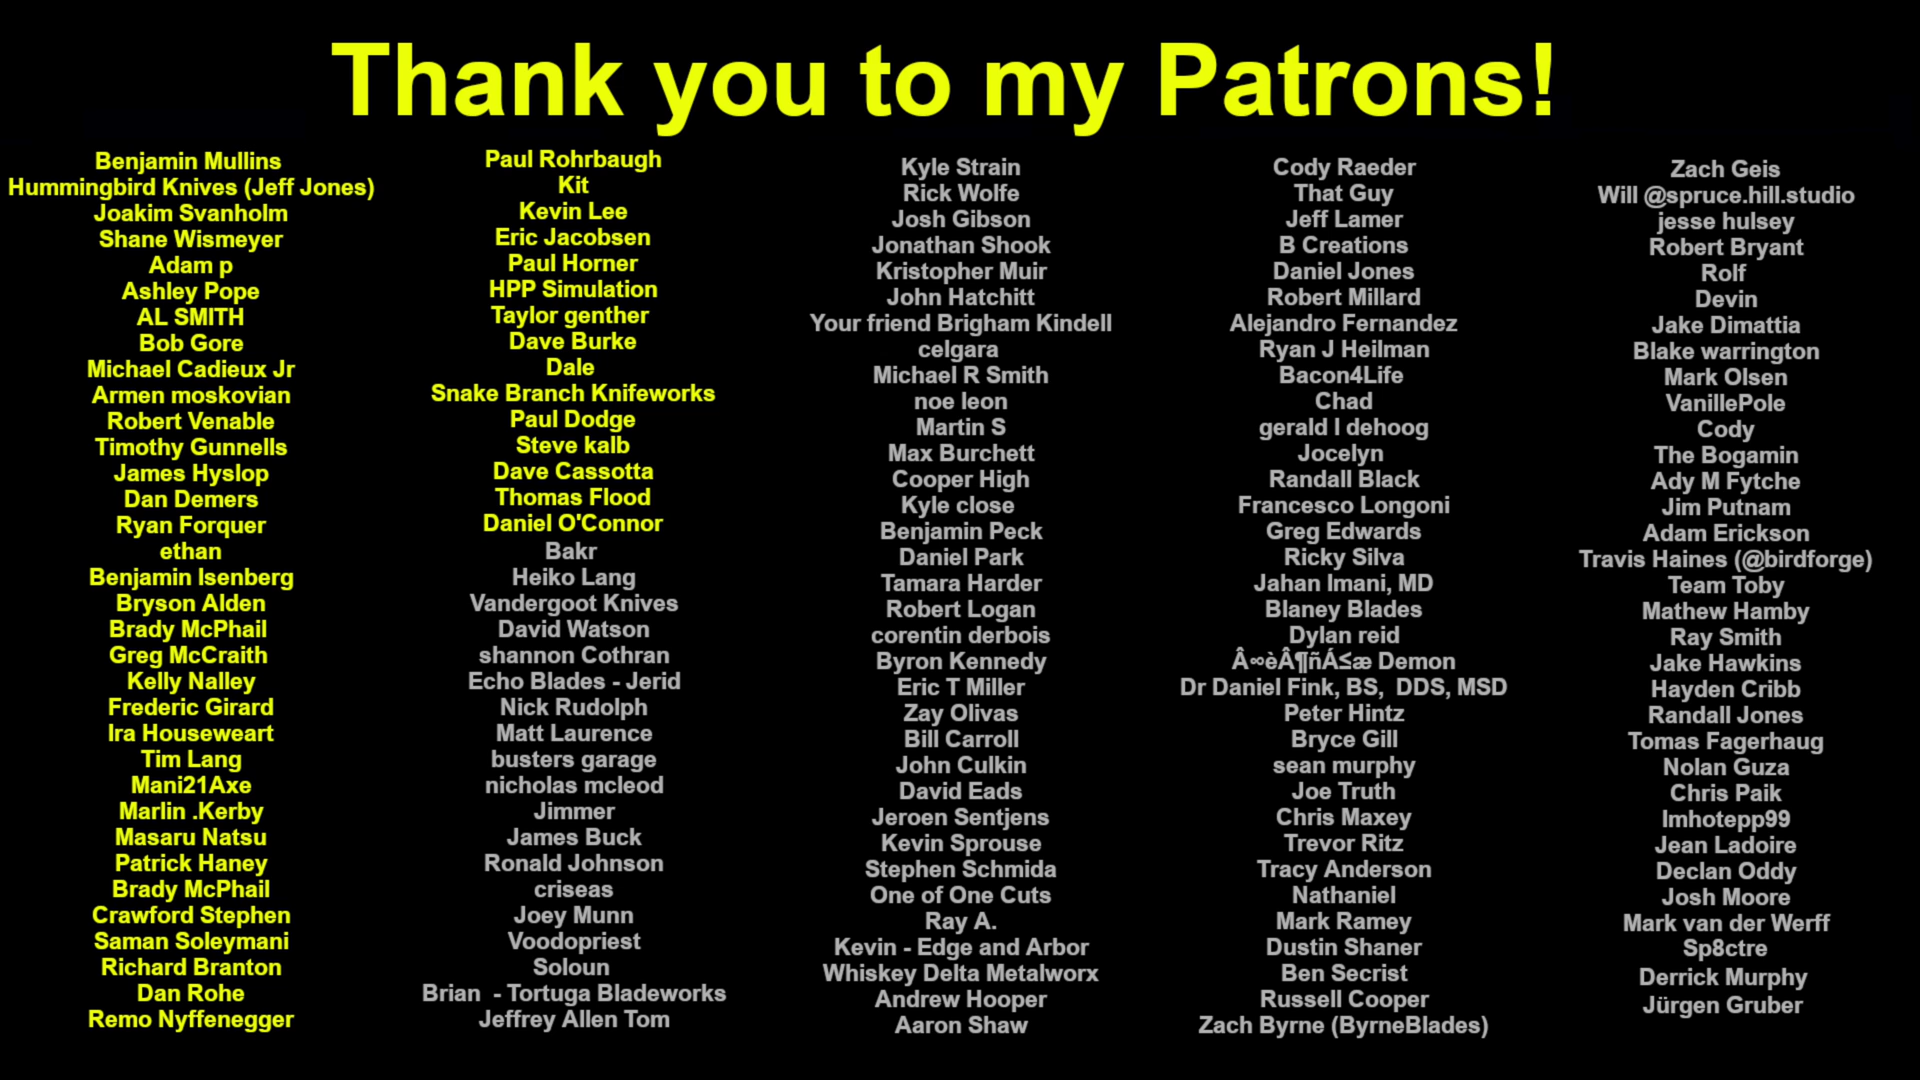 Thank you to my Patrons!
Benjamin Mullins
Hummingbird Knives (Jeff Jones)
Joakim Svanholm
Shane Wismeyer
Adam p
Ashley Pope
AL SMITH
Bob Gore
Michael Cadieux Jr
Armen moskovian
Robert Venable
Timothy Gunnells
James Hyslop
Dan Demers
Ryan Forquer
ethan
Benjamin Isenberg
Bryson Alden
Brady McPhail
Greg McCraith
Kelly Nalley
Frederic Girard
Ira Houseweart
Tim Lang
Mani21Axe
Marlin .Kerby
Masaru Natsu
Patrick Haney
Brady McPhail
Crawford Stephen
Saman Soleymani
Richard Branton
Dan Rohe
Remo Nyffenegger
Paul Rohrbaugh
Kit
Kevin Lee
Eric Jacobsen
Paul Horner
HPP Simulation
Taylor genther
Dave Burke
Dale
Snake Branch Knifeworks
Paul Dodge
Steve kalb
Dave Cassotta
Thomas Flood
Daniel O'Connor
Bakr
Heiko Lang
Vandergoot Knives
David Watson
shannon Cothran
Echo Blades - Jerid
Nick Rudolph
Matt Laurence
busters garage
nicholas mcleod
Jimmer
James Buck
Ronald Johnson
criseas
Joey Munn
Voodopriest
Soloun
Brian  - Tortuga Bladeworks
Jeffrey Allen Tom
Kyle Strain
Rick Wolfe
Josh Gibson
Jonathan Shook
Kristopher Muir
John Hatchitt
Your friend Brigham Kindell
celgara
Michael R Smith
noe leon
Martin S
Max Burchett
Cooper High
Kyle close
Benjamin Peck
Daniel Park
Tamara Harder
Robert Logan
corentin derbois
Byron Kennedy
Eric T Miller
Zay Olivas
Bill Carroll
John Culkin
David Eads
Jeroen Sentjens
Kevin Sprouse
Stephen Schmida
One of One Cuts
Ray A.
Kevin - Edge and Arbor
Whiskey Delta Metalworx
Andrew Hooper
Aaron Shaw
Cody Raeder
That Guy
Jeff Lamer
B Creations
Daniel Jones
Robert Millard
Alejandro Fernandez
Ryan J Heilman
Bacon4Life
Chad
gerald l dehoog
Jocelyn
Randall Black
Francesco Longoni
Greg Edwards
Ricky Silva
Jahan Imani, MD
Blaney Blades
Dylan reid
Â∞èÂ¶ñÁ≤æ Demon
Dr Daniel Fink, BS,  DDS, MSD
Peter Hintz
Bryce Gill
sean murphy
Joe Truth
Chris Maxey
Trevor Ritz
Tracy Anderson
Nathaniel
Mark Ramey
Dustin Shaner
Ben Secrist
Russell Cooper
Zach Byrne (ByrneBlades)
Zach Geis
Will @spruce.hill.studio
jesse hulsey
Robert Bryant
Rolf
Devin
Jake Dimattia
Blake warrington
Mark Olsen
VanillePole
Cody
The Bogamin
Ady M Fytche
Jim Putnam
Adam Erickson
Travis Haines (@birdforge)
Team Toby
Mathew Hamby
Ray Smith
Jake Hawkins
Hayden Cribb
Randall Jones
Tomas Fagerhaug
Nolan Guza
Chris Paik
Imhotepp99
Jean Ladoire
Declan Oddy
Josh Moore
Mark van der Werff
Sp8ctre
Derrick Murphy
Jürgen Gruber